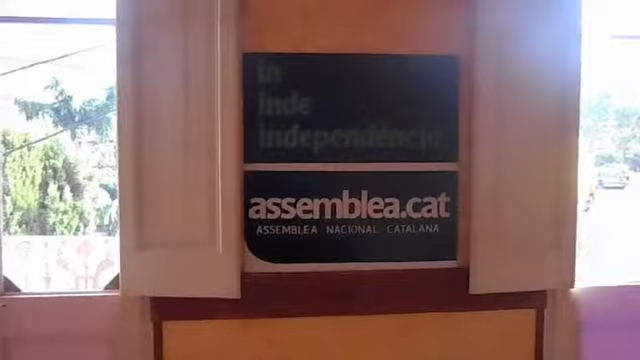 in
inde
independència
assemblea.cat
ASSEMBLEA NACIONAL CATALANA